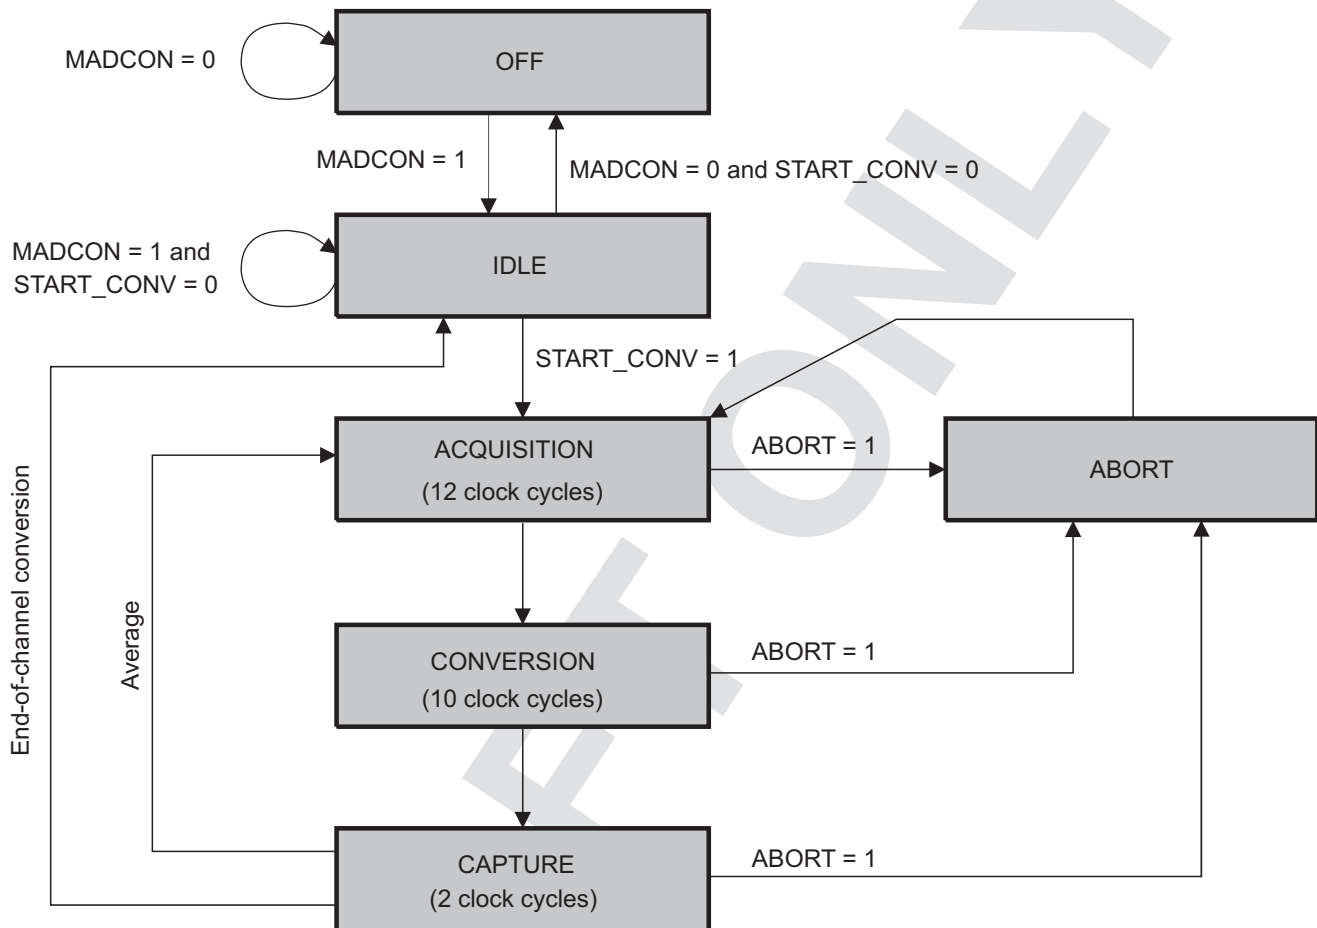 MADCON = 0
OFF
MADCON = 1
MADCON = 0 and START_CONV = 0
MADCON = 1 and
START_CONV = 0
IDLE
START_CONV = 1
ACQUISITION
(12 clock cycles)
ABORT = 1
ABORT
End-of-channel conversion
Average
CONVERSION
(10 clock cycles)
ABORT = 1
CAPTURE
(2 clock cycles)
ABORT = 1
FT ONLY